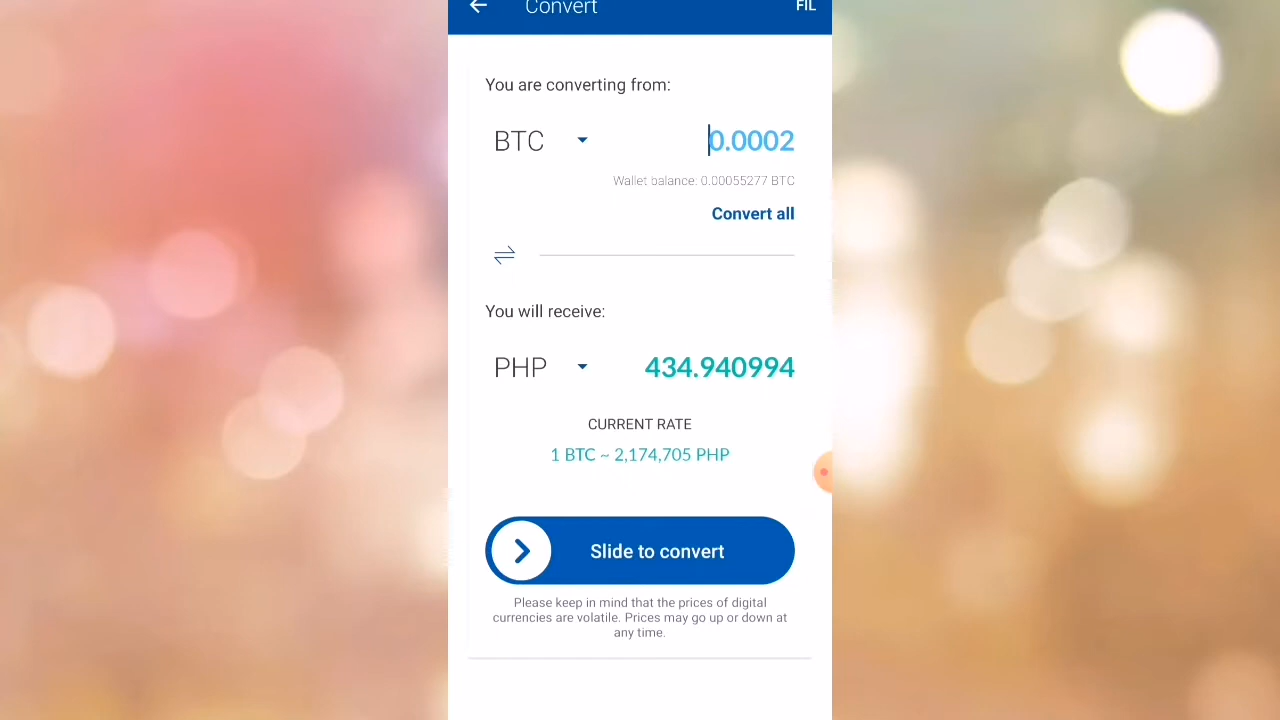 Convert
FIL
You are converting from:
BTC
0.0002
Wallet balance: 0.00055277 BTC
Convert all
You will receive:
PHP
434.940994
CURRENT RATE
1 BTC ~ 2,174,705 PHP
Slide to convert
Please keep in mind that the prices of digital
currencies are volatile. Prices may go up or down at
any time.